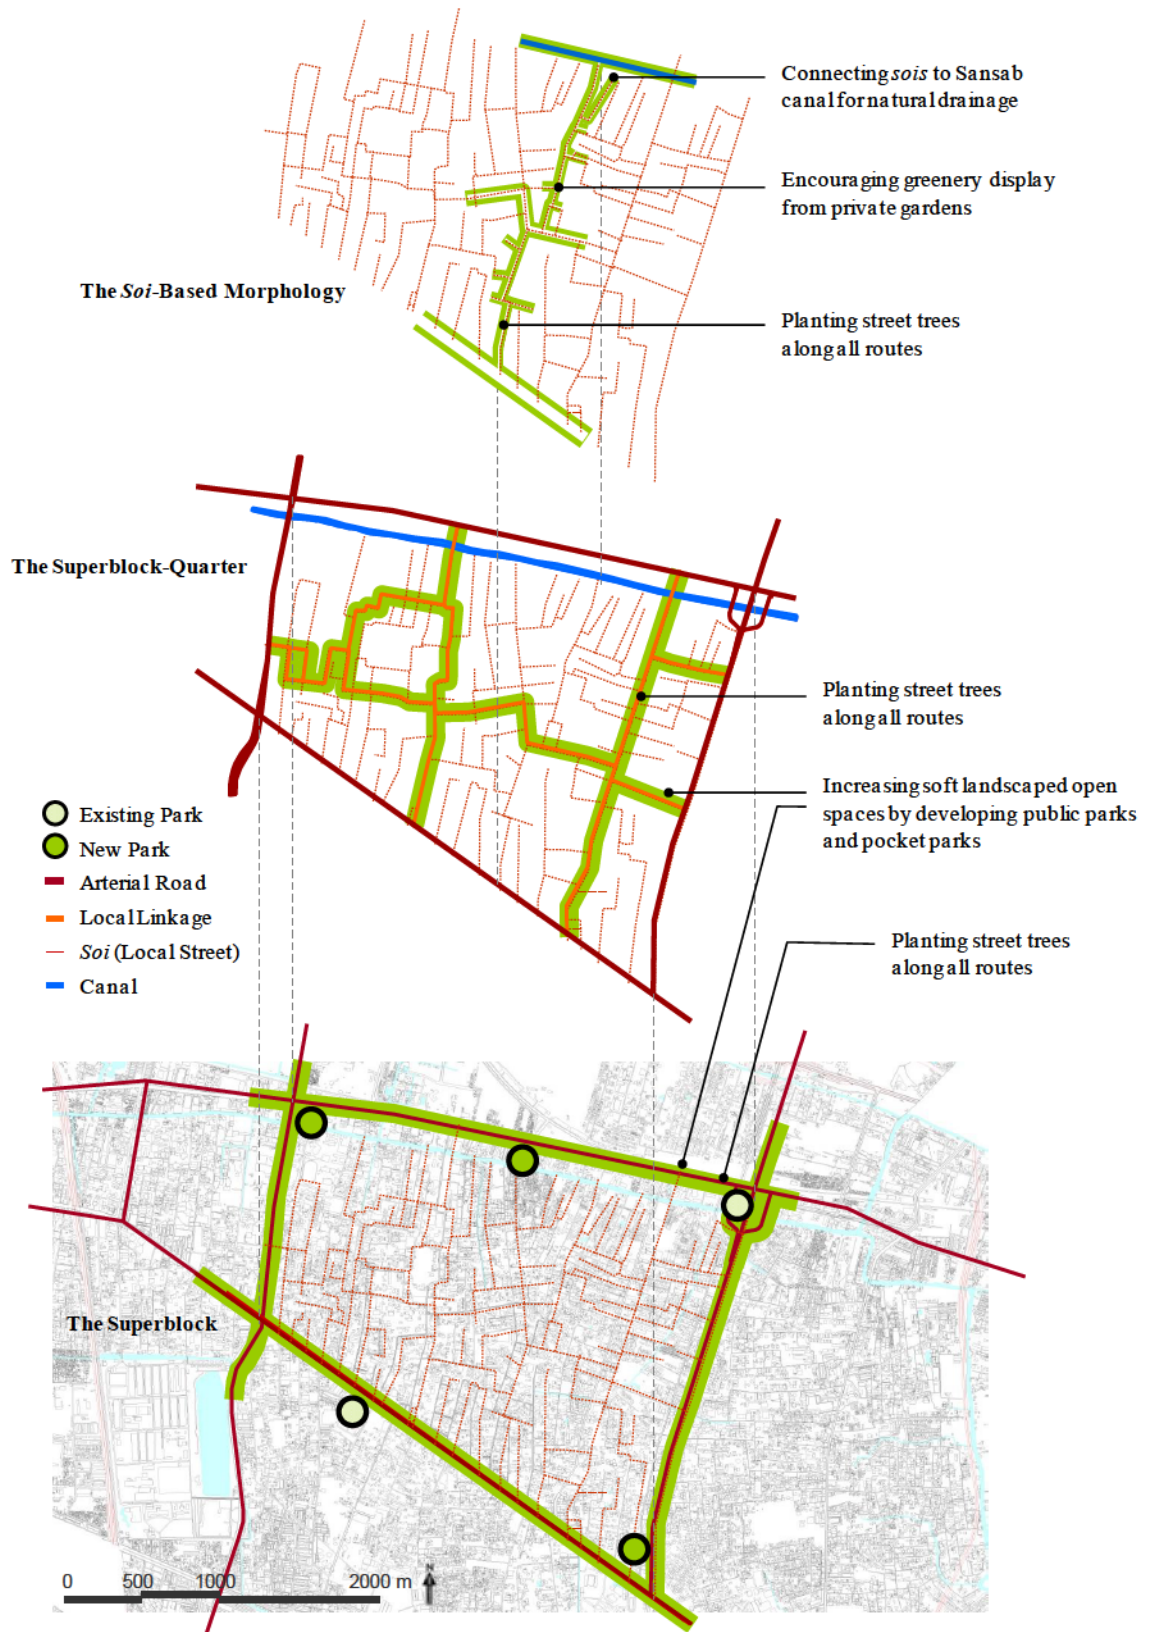 Connecting sois to Sansab
canal for natural drainage
Encouraging greenery display
from private gardens
The Soi-Based Morphology
Planting street trees
along all routes
The Superblock-Quarter
Planting street trees
along all routes
Increasing soft landscaped open
spaces by developing public parks
and pocket parks
Existing Park
New Park
Arterial Road
Local Linkage
Soi (Local Street)
Canal
Planting street trees
along all routes
The Superblock
0 500 1000 2000 m
N